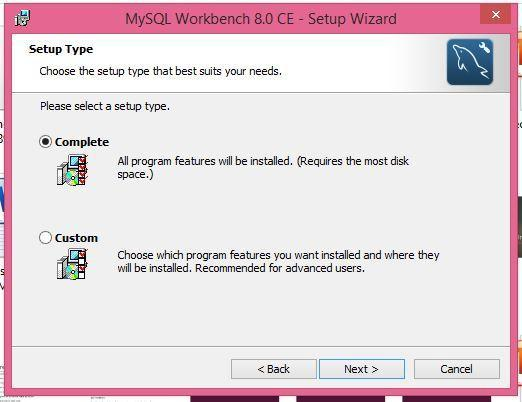 MySQL Workbench 8.0 CE - Setup Wizard
Setup Type
Choose the setup type that best suits your needs.
Please select a setup type.
Complete
All program features will be installed. (Requires the most disk
space.)
Custom
Choose which program features you want installed and where they
will be installed. Recommended for advanced users.
< Back
Next >
Cancel